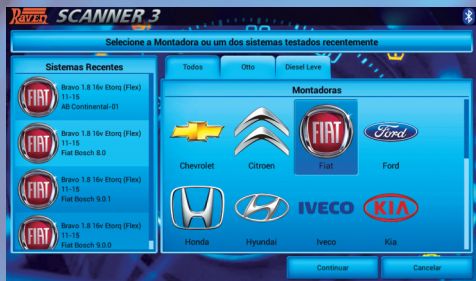 Raven SCANNER 3
Selecione a Montadora ou um dos sistemas testados recentemente
Sistemas Recentes
Bravo 1.8 16v Etorq (Flex)
11-15
AB Continental-01
Bravo 1.8 16v Etorq (Flex)
11-15
Fiat Bosch 8.0
Bravo 1.8 16v Etorq (Flex)
11-15
Fiat Bosch 9.0.1
Bravo 1.8 16v Etorq (Flex)
11-15
Fiat Bosch 9.0.0
FIAT
FIAT
FIAT
FIAT
Todos
Otto
Diesel Leve
Montadoras
FIAT
Ford
Chevrolet
Citroen
Fiat
Ford
IVECO
KIA
Honda
Hyundai
Iveco
Kia
Continuar
Cancelar